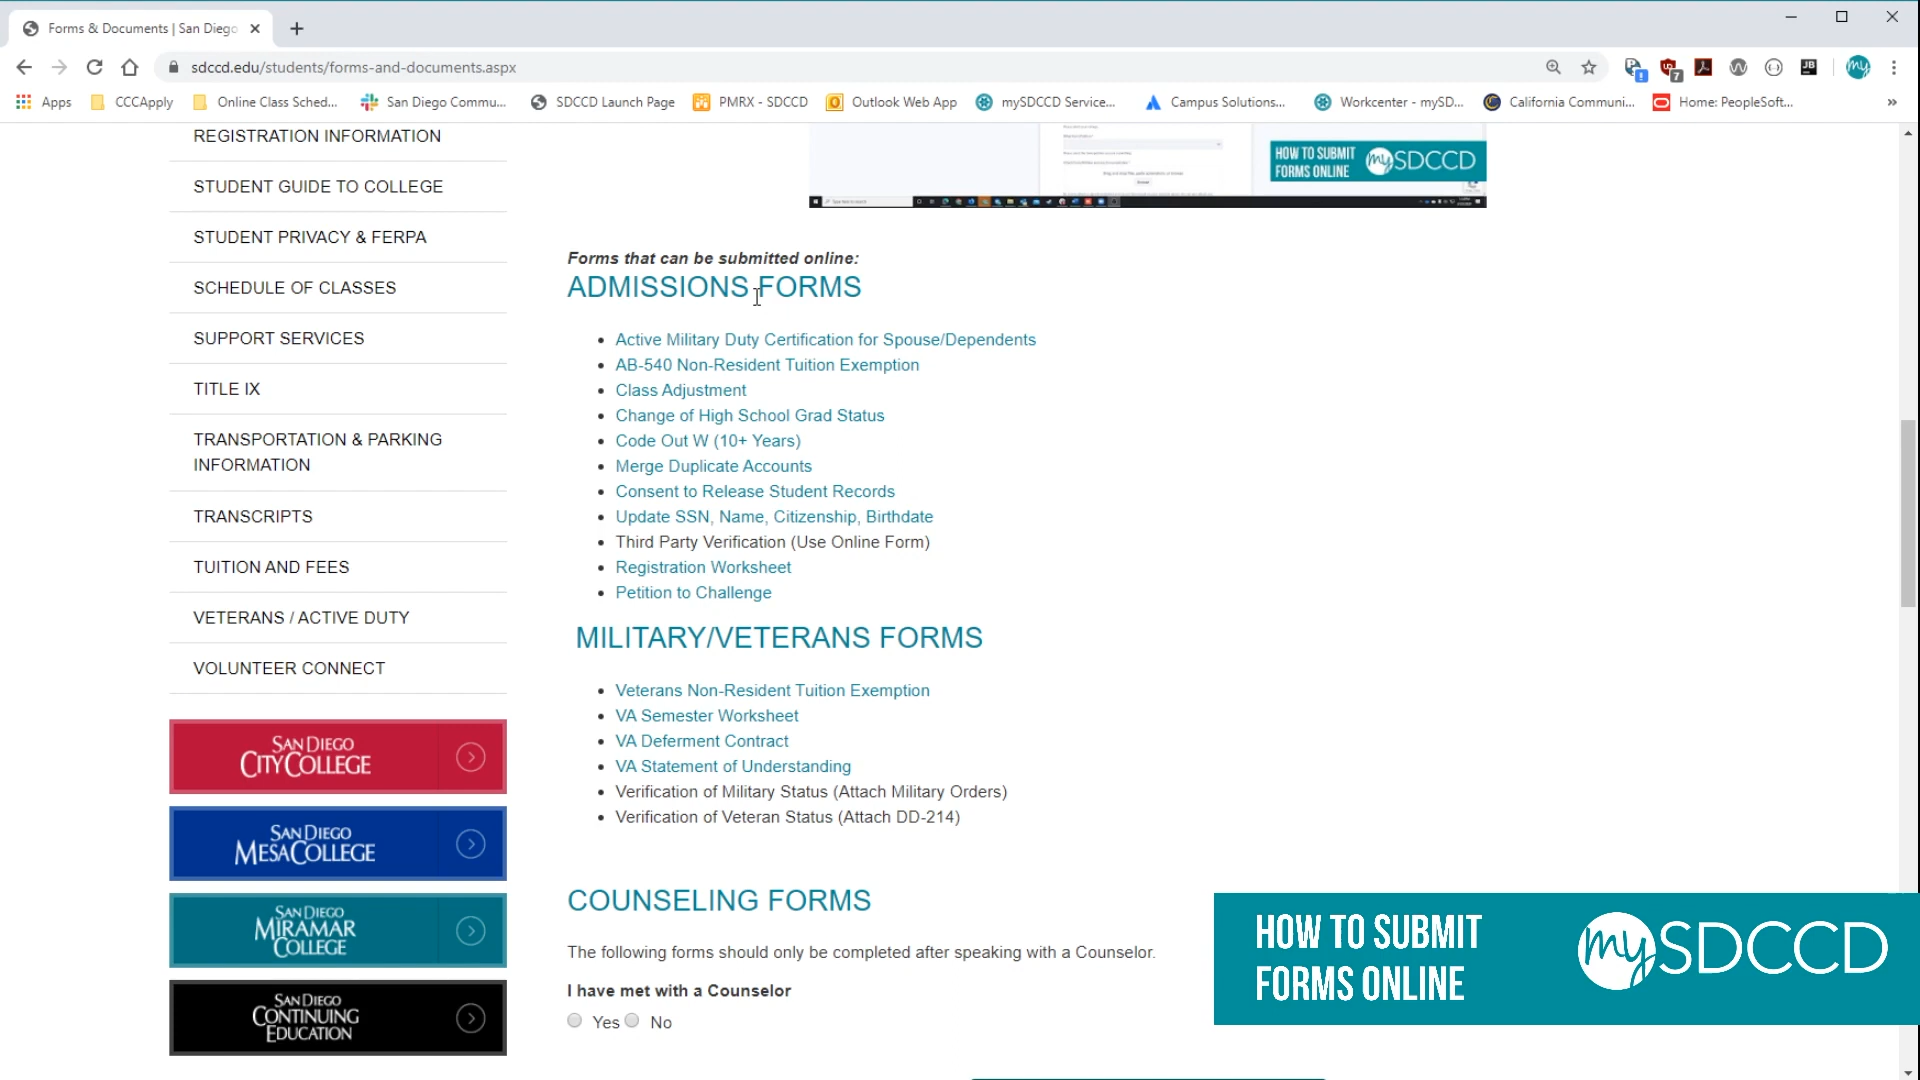 Forms & Documents | San Diego
sdccd.edu/students/forms-and-documents.aspx
7
my
Apps
CCCApply
Online Class Sched...
San Diego Commu...
SDCCD Launch Page
PMRX - SDCCD
Outlook Web App
mySDCCD Service...
Campus Solutions...
Workcenter - mySD...
California Communi...
Home: PeopleSoft...
»
REGISTRATION INFORMATION
STUDENT GUIDE TO COLLEGE
STUDENT PRIVACY & FERPA
SCHEDULE OF CLASSES
SUPPORT SERVICES
TITLE IX
TRANSPORTATION & PARKING
INFORMATION
TRANSCRIPTS
TUITION AND FEES
VETERANS / ACTIVE DUTY
VOLUNTEER CONNECT
SAN DIEGO
CITY COLLEGE
SAN DIEGO
MESA COLLEGE
SAN DIEGO
MIRAMAR
COLLEGE
SAN DIEGO
CONTINUING
EDUCATION
HOW TO SUBMIT
FORMS ONLINE
mySDCCD
Forms that can be submitted online:
ADMISSIONS FORMS
Active Military Duty Certification for Spouse/Dependents
AB-540 Non-Resident Tuition Exemption
Class Adjustment
Change of High School Grad Status
Code Out W (10+ Years)
Merge Duplicate Accounts
Consent to Release Student Records
Update SSN, Name, Citizenship, Birthdate
Third Party Verification (Use Online Form)
Registration Worksheet
Petition to Challenge
MILITARY/VETERANS FORMS
Veterans Non-Resident Tuition Exemption
VA Semester Worksheet
VA Deferment Contract
VA Statement of Understanding
Verification of Military Status (Attach Military Orders)
Verification of Veteran Status (Attach DD-214)
COUNSELING FORMS
The following forms should only be completed after speaking with a Counselor.
I have met with a Counselor
Yes No
HOW TO SUBMIT
FORMS ONLINE
mySDCCD